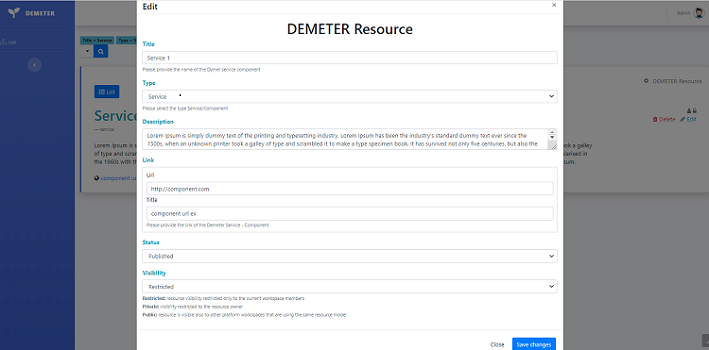 DEMETER
Edit
×
Admin
DEMETER Resource
Title
Service 1
Please provide the name of the Dymer service component
Type
Service
Please select the type Service/Component
Description
Lorem Ipsum is simply dummy text of the printing and typesetting industry. Lorem Ipsum has been the industry's standard dummy text ever since the
1500s, when an unknown printer took a galley of type and scrambled it to make a type specimen book. It has survived not only five centuries, but also the
Link
Url
http://component.com
Title
component url ex
Please provide the link of the Demeter Service - Component
Status
Published
Visibility
Restricted
Restricted: resource visibility restricted only to the current workspace members
Private: visibility restricted to the resource owner
Public: resource is visible also to other platform workspaces that are using the same resource model
Close
Save changes
List
Service
— service
Lorem Ipsum is
of type and scram
the 1960s with th
component ur
DEMETER Resource
Delete
Edit
ok a galley
ularised in
sum.